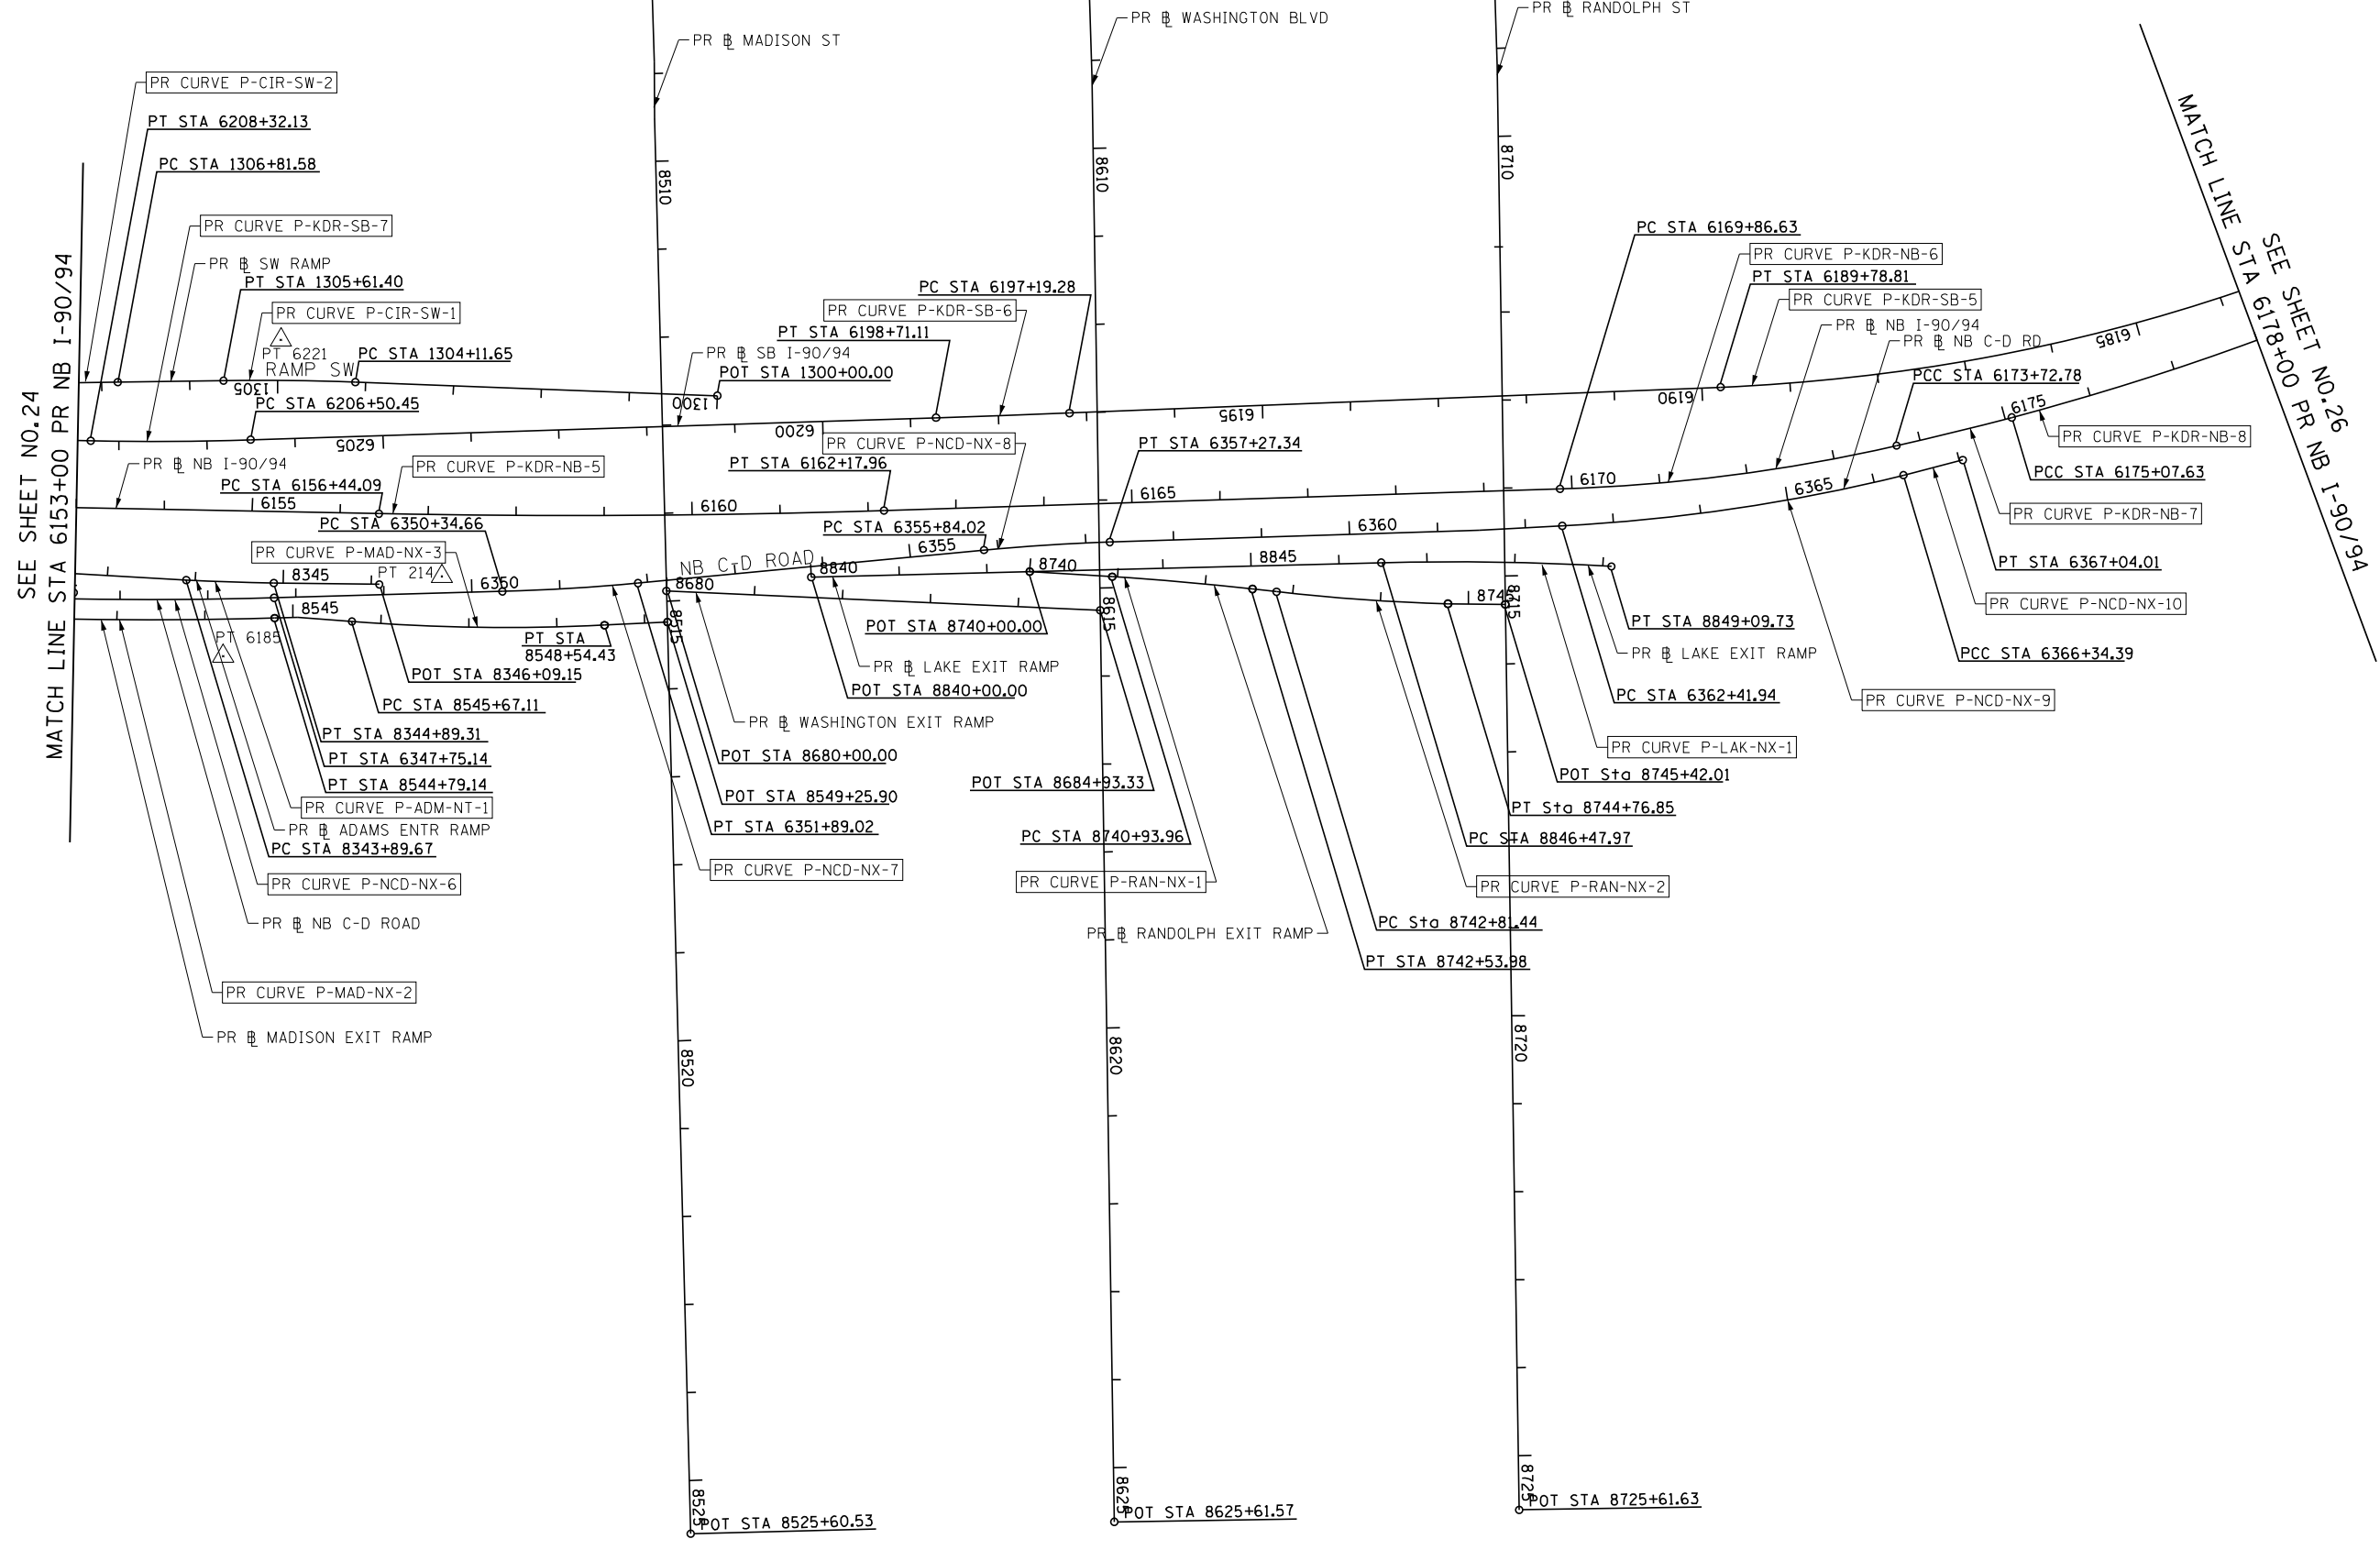 PR BL MADISON ST
PR BL WASHINGTON BLVD
PR BL RANDOLPH ST
PR CURVE P-CIR-SW-2
PT STA 6208+32.13
PC STA 1306+81.58
PR CURVE P-KDR-SB-7
PR BL SW RAMP
PT STA 1305+61.40
PR CURVE P-CIR-SW-1
PT 6221
RAMP SW
PC STA 1304+11.65
1305
PC STA 6206+50.45
6205
PR BL SB I-90/94
POT STA 1300+00.00
1300
8510
8610
8710
PC STA 6197+19.28
PR CURVE P-KDR-SB-6
PT STA 6198+71.11
6200
6195
PC STA 6169+86.63
PR CURVE P-KDR-NB-6
PT STA 6189+78.81
PR CURVE P-KDR-SB-5
PR BL NB I-90/94
PR BL NB C-D RD
6190
6185
PCC STA 6173+72.78
6175
PR CURVE P-KDR-NB-8
PCC STA 6175+07.63
PR CURVE P-KDR-NB-7
PT STA 6367+04.01
PR CURVE P-NCD-NX-10
PCC STA 6366+34.39
PR CURVE P-NCD-NX-9
MATCH LINE STA 6178+00 PR NB I-90/94
SEE SHEET NO.26
SEE SHEET NO.24
MATCH LINE STA 6153+00 PR NB I-90/94
PR BL NB I-90/94
PR CURVE P-KDR-NB-5
PC STA 6156+44.09
6155
6160
PT STA 6162+17.96
PR CURVE P-NCD-NX-8
PT STA 6357+27.34
6165
6170
6365
PC STA 6350+34.66
PC STA 6355+84.02
6355
6360
PR CURVE P-MAD-NX-3
PT 214
NB C-D ROAD
8345
6350
8680
8840
8740
8845
8745
8545
PT 6185
PT STA
8548+54.43
8515
8615
8715
POT STA 8740+00.00
PR BL LAKE EXIT RAMP
POT STA 8840+00.00
PT STA 8849+09.73
PR BL LAKE EXIT RAMP
PC STA 6362+41.94
POT STA 8346+09.15
PC STA 8545+67.11
PR BL WASHINGTON EXIT RAMP
PT STA 8344+89.31
PT STA 6347+75.14
PT STA 8544+79.14
PR CURVE P-ADM-NT-1
PR BL ADAMS ENTR RAMP
PC STA 8343+89.67
PR CURVE P-NCD-NX-6
PR BL NB C-D ROAD
PR CURVE P-MAD-NX-2
PR BL MADISON EXIT RAMP
POT STA 8680+00.00
POT STA 8549+25.90
PT STA 6351+89.02
PR CURVE P-NCD-NX-7
POT STA 8684+93.33
PC STA 8740+93.96
PR CURVE P-RAN-NX-1
PR BL RANDOLPH EXIT RAMP
PR CURVE P-LAK-NX-1
POT Sta 8745+42.01
PT Sta 8744+76.85
PC STA 8846+47.97
PR CURVE P-RAN-NX-2
PC Sta 8742+81.44
PT STA 8742+53.98
8520
8620
8720
8525
8625
8725
POT STA 8525+60.53
POT STA 8625+61.57
POT STA 8725+61.63